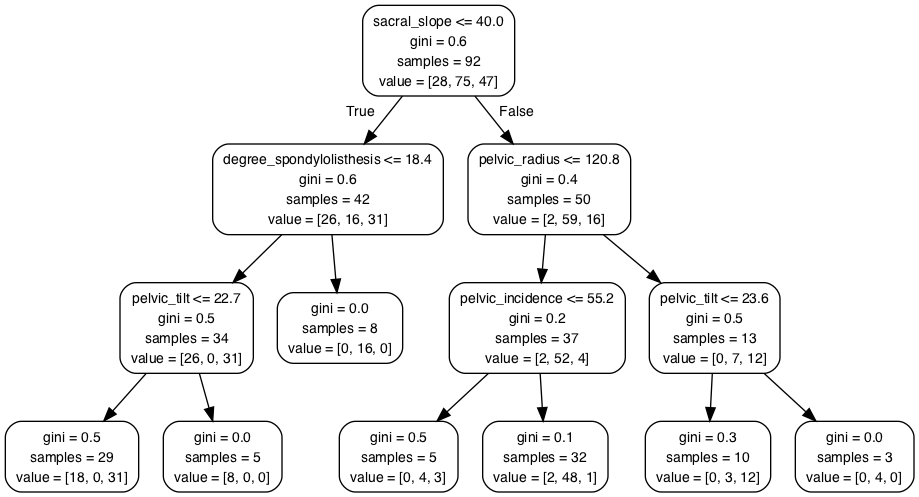 sacral_slope <= 40.0
gini = 0.6
samples = 92
value = [28, 75, 47]
True
False
degree_spondylolisthesis <= 18.4
gini = 0.6
samples = 42
value = [26, 16, 31]
pelvic_radius <= 120.8
gini = 0.4
samples = 50
value = [2, 59, 16]
pelvic_tilt <= 22.7
gini = 0.5
samples = 34
value = [26, 0, 31]
gini = 0.0
samples = 8
value = [0, 16, 0]
pelvic_incidence <= 55.2
gini = 0.2
samples = 37
value = [2, 52, 4]
pelvic_tilt <= 23.6
gini = 0.5
samples = 13
value = [0, 7, 12]
gini = 0.5
samples = 29
value = [18, 0, 31]
gini = 0.0
samples = 5
value = [8, 0, 0]
gini = 0.5
samples = 5
value = [0, 4, 3]
gini = 0.1
samples = 32
value = [2, 48, 1]
gini = 0.3
samples = 10
value = [0, 3, 12]
gini = 0.0
samples = 3
value = [0, 4, 0]